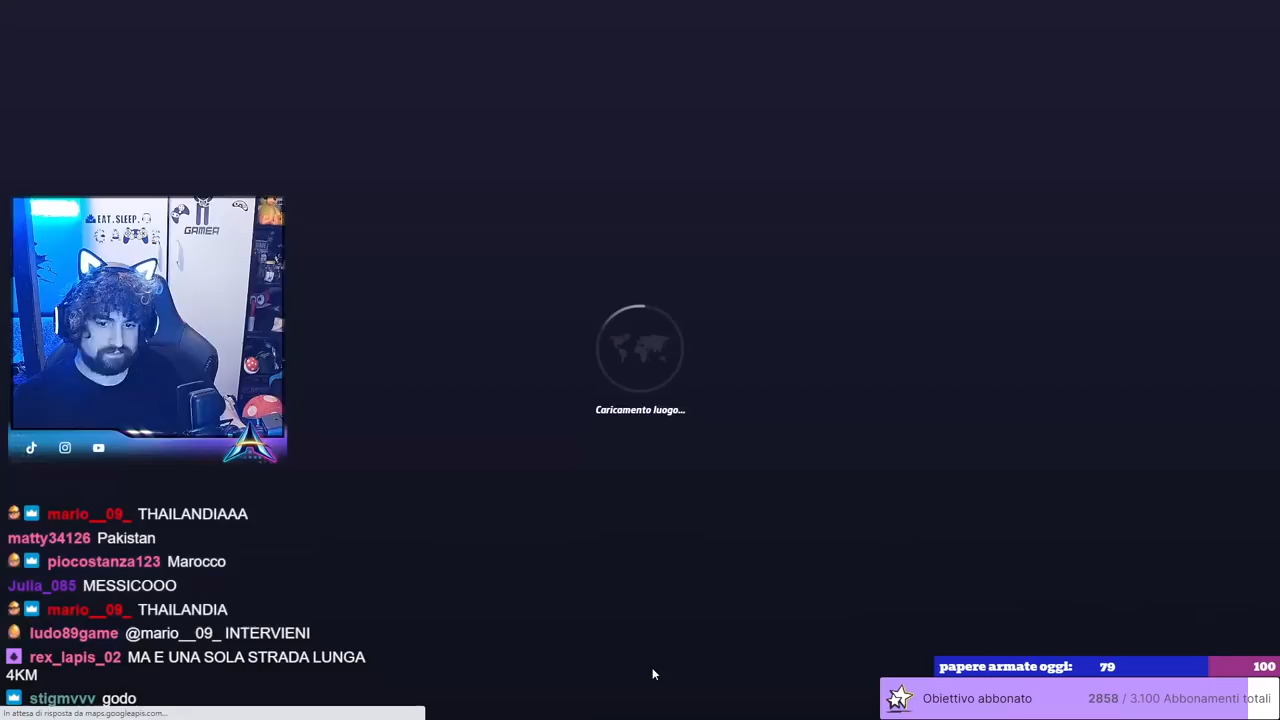 EAT.SLEEP.
GAMER
Caricamento luogo...
mario__09_ THAILANDIAAA
matty34126 Pakistan
piocostanza123 Marocco
Julia_085 MESSICOOO
mario__09_ THAILANDIA
ludo89game @mario__09_ INTERVIENI
rex_lapis_02 MA E UNA SOLA STRADA LUNGA
4KM
stigmvvv godo
In attesa di risposta da maps.googleapis.com...
papere armate oggi: 79 100
Obiettivo abbonato 2858 / 3.100 Abbonamenti totali